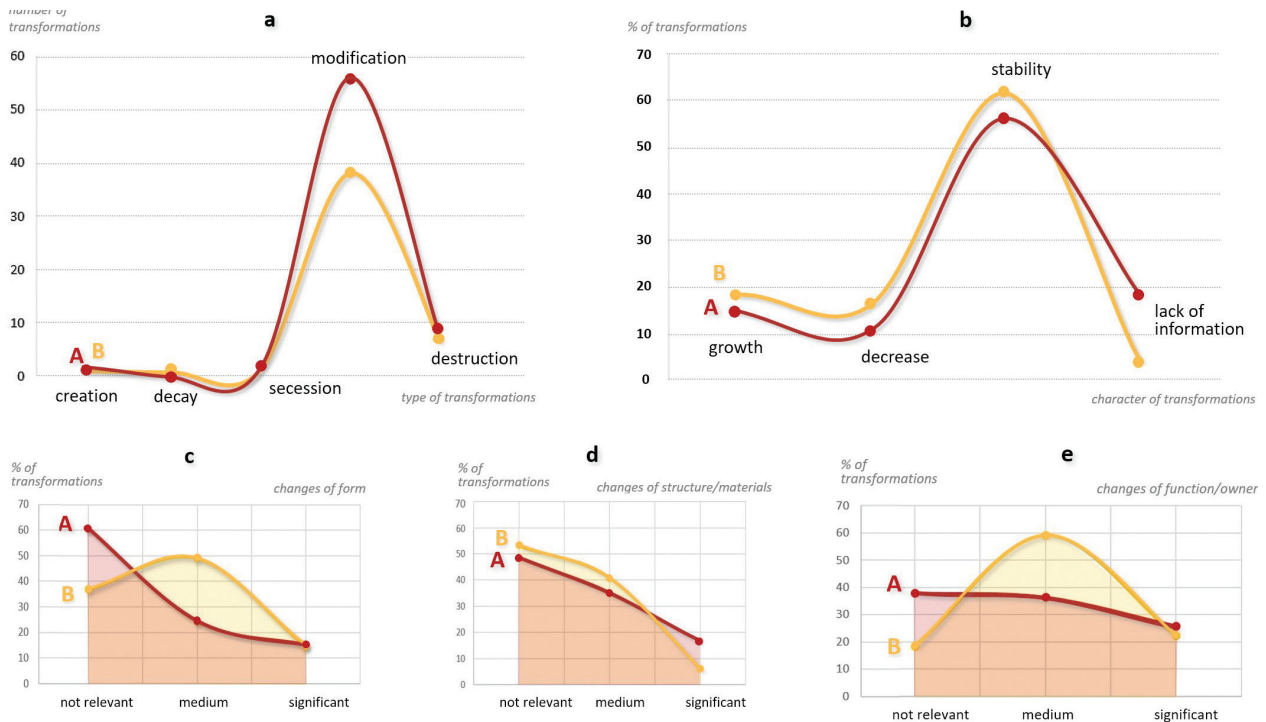 number of
transformations
a
60
50
40
30
20
10
0
modification
A B
creation
decay
secession
destruction
type of transformations
% of transformations
b
70
60
50
40
30
20
10
0
stability
B
A
growth
decrease
lack of
information
character of transformations
c
% of
transformations
changes of form
70
60
50
40
30
20
10
0
A
B
not relevant
medium
significant
d
% of
transformations
changes of structure/materials
70
60
50
40
30
20
10
0
B
A
not relevant
medium
significant
e
% of
transformations
changes of function/owner
70
60
50
40
30
20
10
0
A
B
not relevant
medium
significant